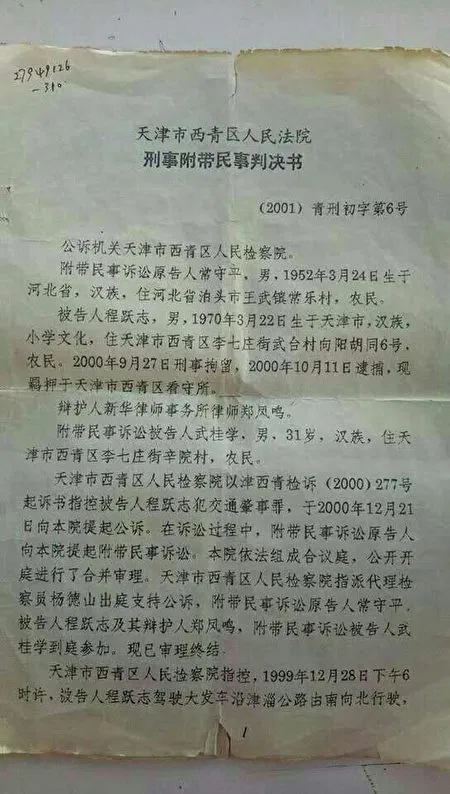 27949126
-310
天津市西青区人民法院
刑事附带民事判决书
（2001）青刑初字第6号
公诉机关天津市西青区人民检察院。
附带民事诉讼原告人常守平，男，1952年3月24日生于
河北省，汉族，住河北省泊头市王武镇常乐村，农民。
被告人程跃志，男，1970年3月22日生于天津市，汉族，
小学文化，住天津市西青区李七庄街武台村向阳胡同6号，
农民。2000年9月27日刑事拘留，2000年10月11日逮捕，现
羁押于天津市西青区看守所。
辩护人新华律师事务所律师郑凤鸣。
附带民事诉讼被告人武桂学，男，31岁，汉族，住天
津市西青区李七庄街辛院村，农民。
天津市西青区人民检察院以津西青检诉（2000）277号
起诉书指控被告人程跃志犯交通肇事罪，于2000年12月21
日向本院提起公诉。在诉讼过程中，附带民事诉讼原告人
向本院提起附带民事诉讼。本院依法组成合议庭，公开开
庭进行了合并审理。天津市西青区人民检察院指派代理检
察员杨德山出庭支持公诉，附带民事诉讼原告人常守平，
被告人程跃志及其辩护人郑凤鸣，附带民事诉讼被告人武
桂学到庭参加。现已审理终结.
天津市西青区人民检察院指控，1999年12月28日下午6
时许，被告人程跃志驾驶大发车沿津淄公路由南向北行驶，
1